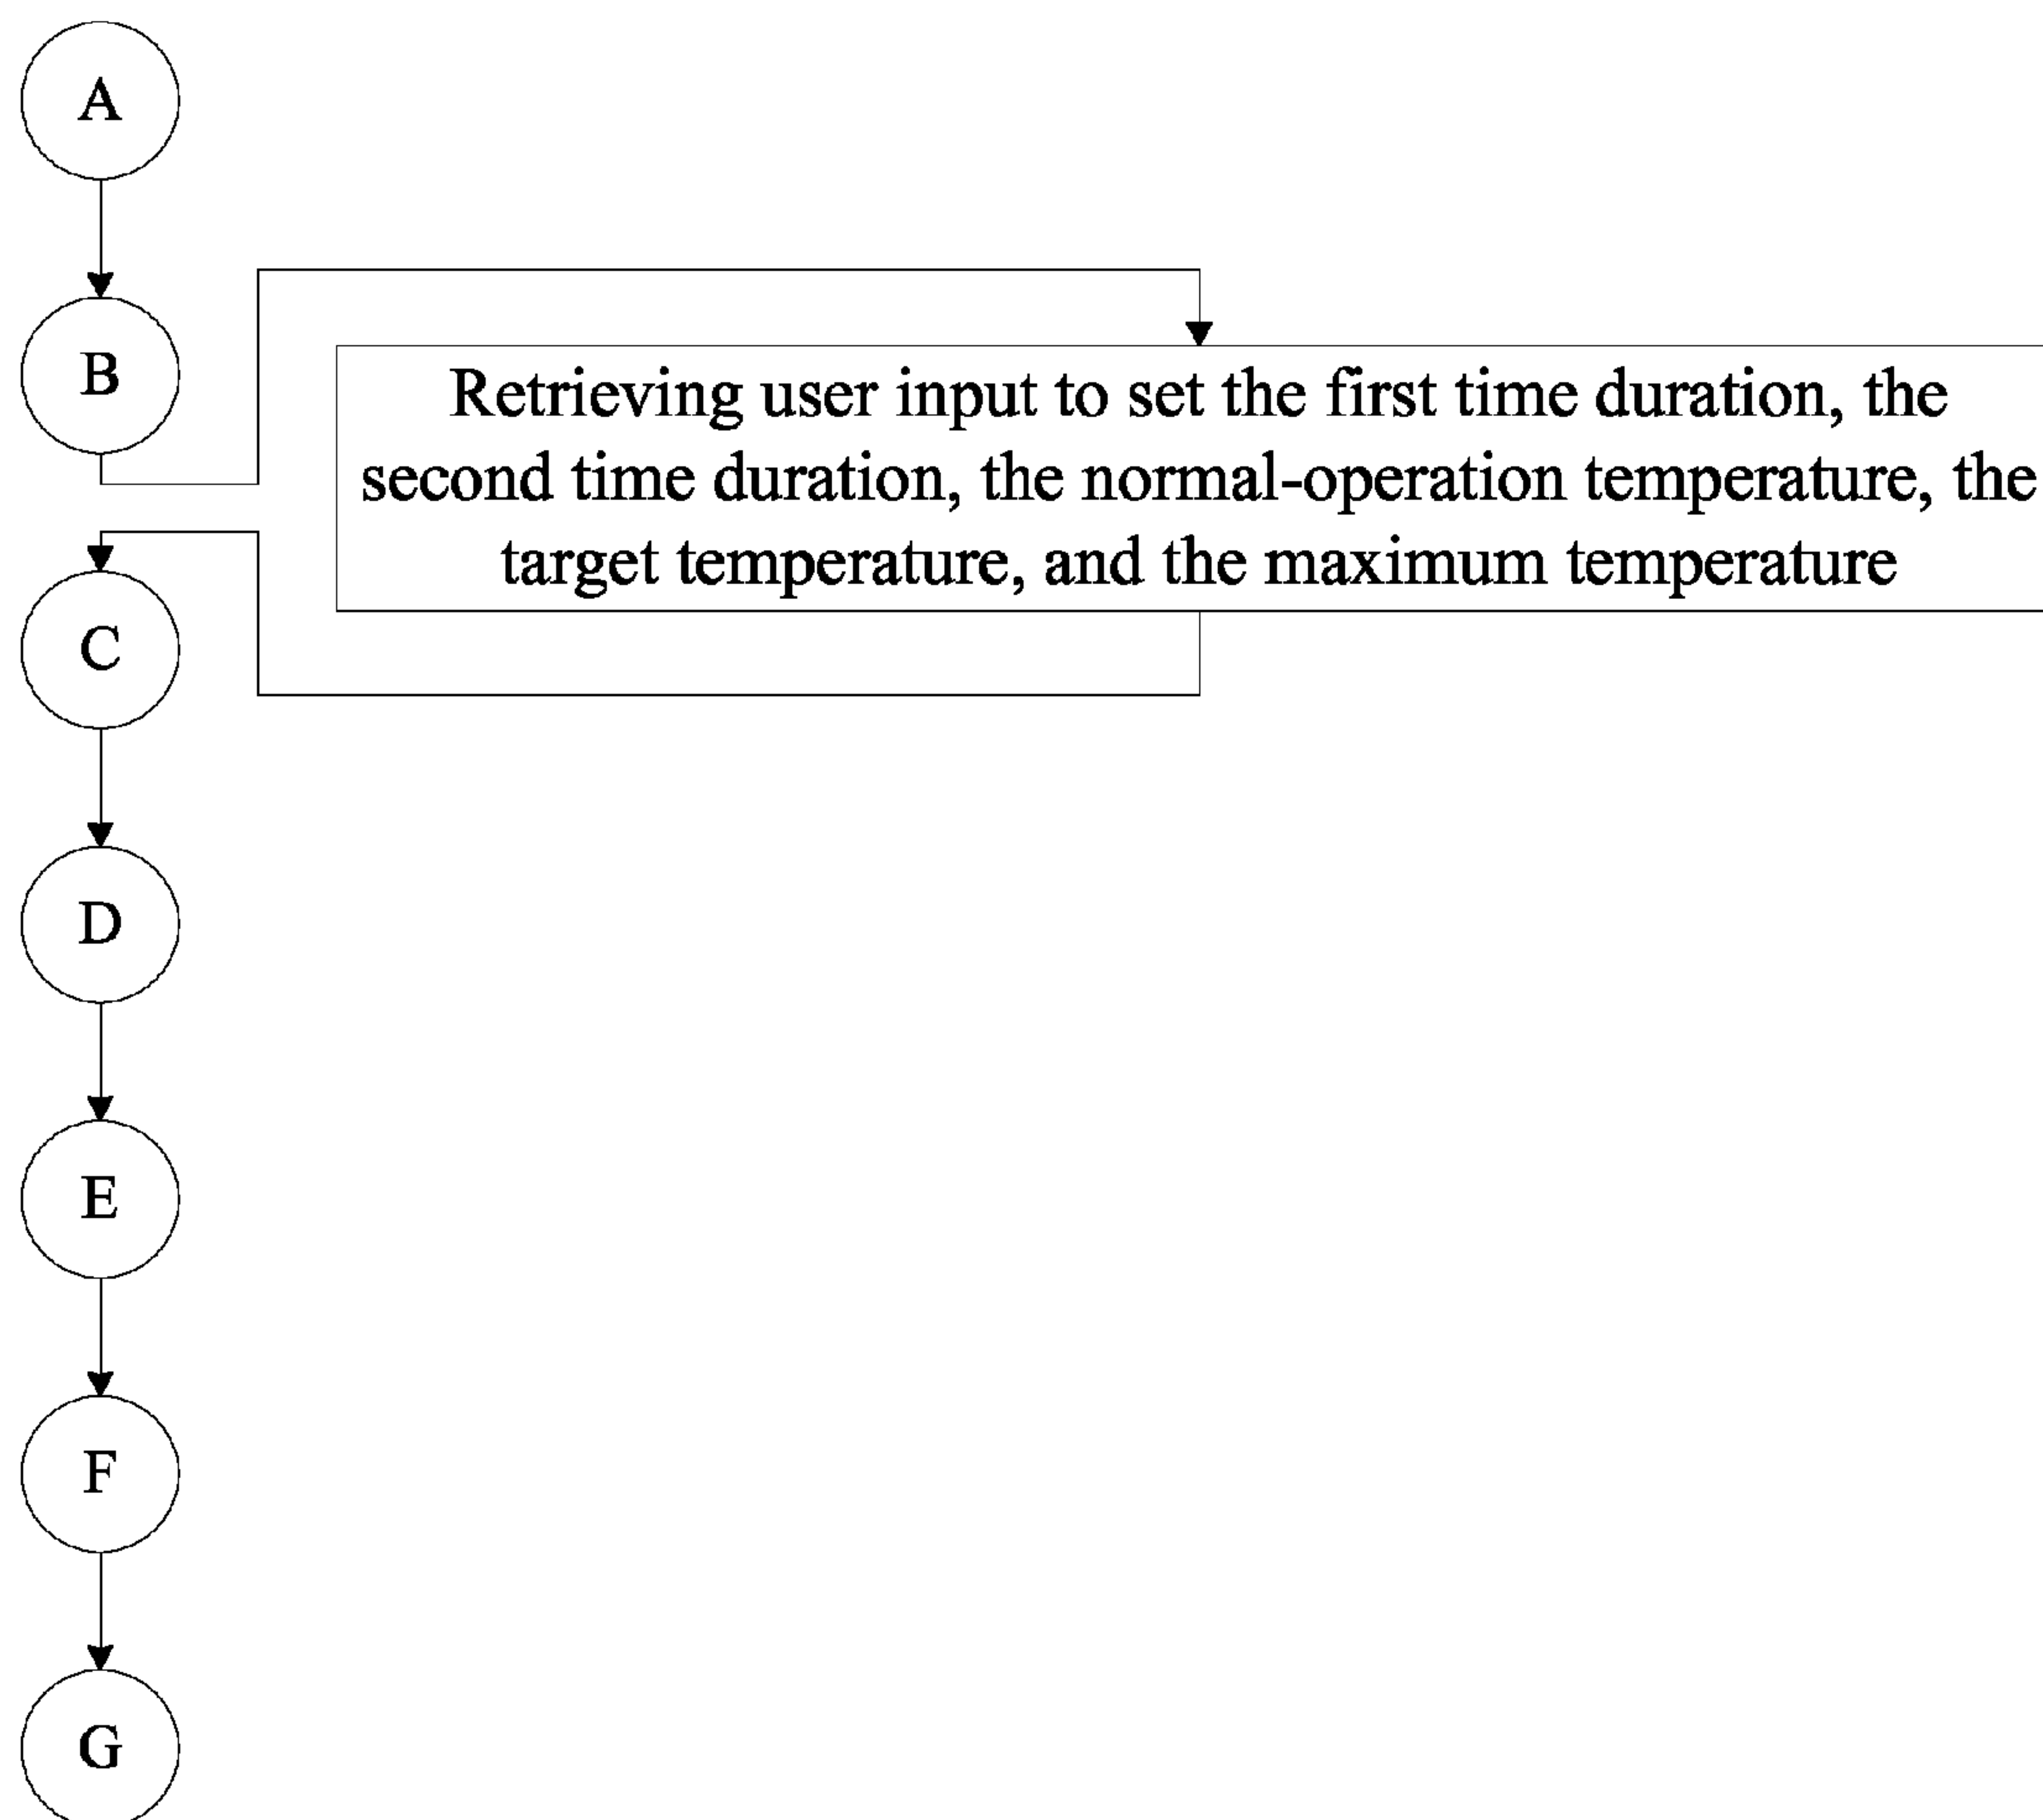 A
B
Retrieving user input to set the first time duration, the
second time duration, the normal-operation temperature, the
target temperature, and the maximum temperature
C
D
E
F
G